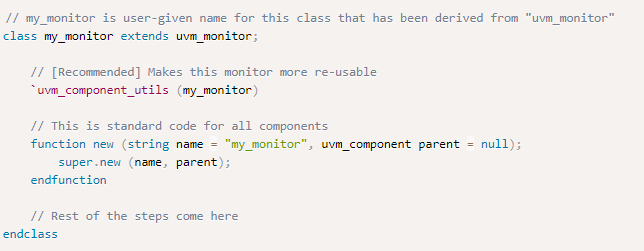 // my_monitor is user-given name for this class that has been derived from "uvm_monitor"
class my_monitor extends uvm_monitor;
// [Recommended] Makes this monitor more re-usable
`uvm_component_utils (my_monitor)
// This is standard code for all components
function new (string name = "my_monitor", uvm_component parent = null);
super.new (name, parent);
endfunction
// Rest of the steps come here
endclass